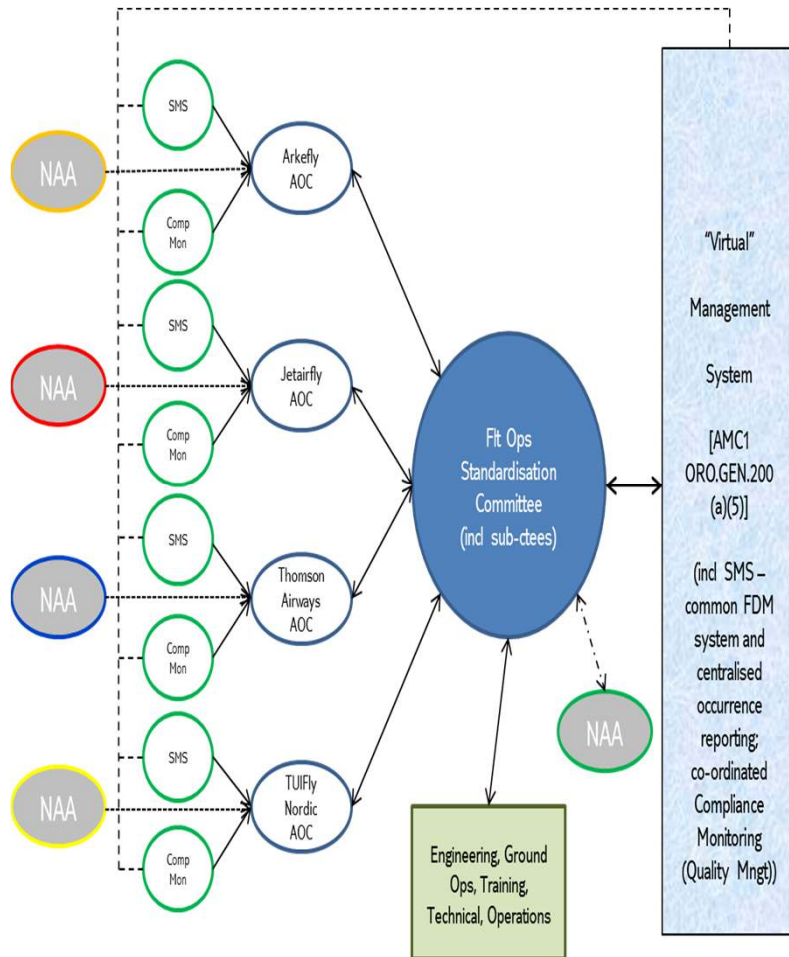 SMS
NAA
Arkefly
AOC
Comp
Mon
SMS
NAA
Jetairfly
AOC
Comp
Mon
SMS
NAA
Thomson
Airways
AOC
Comp
Mon
SMS
NAA
TUIFly
Nordic
AOC
Comp
Mon
Flt Ops
Standardisation
Committee
(incl sub-ctees)
NAA
Engineering, Ground
Ops, Training,
Technical, Operations
“Virtual”
Management
System
[AMC1
ORO.GEN.200
(a)(5)]
(incl SMS –
common FDM
system and
centralised
occurrence
reporting;
co-ordinated
Compliance
Monitoring
(Quality Mngt))